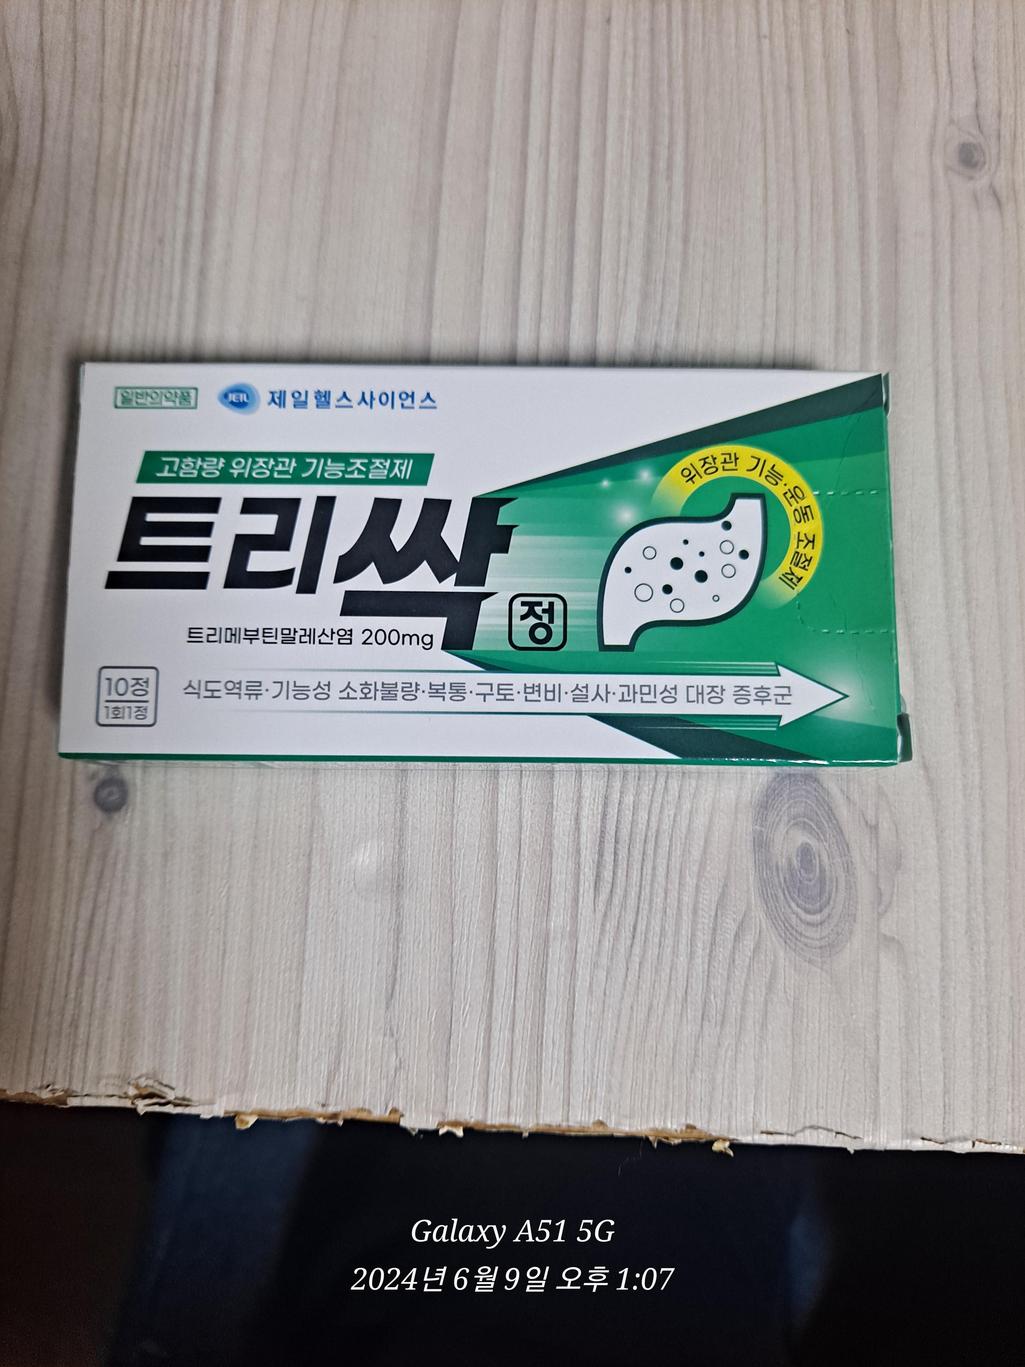 일반의약품
JEIL 제일헬스사이언스
고함량 위장관 기능조절제
트리싹 정
트리메부틴말레산염 200mg
위장관 기능·운동 조절제
10정
1회1정
식도역류·기능성 소화불량·복통·구토·변비·설사·과민성 대장 증후군
Galaxy A51 5G
2024년 6월 9일 오후 1:07